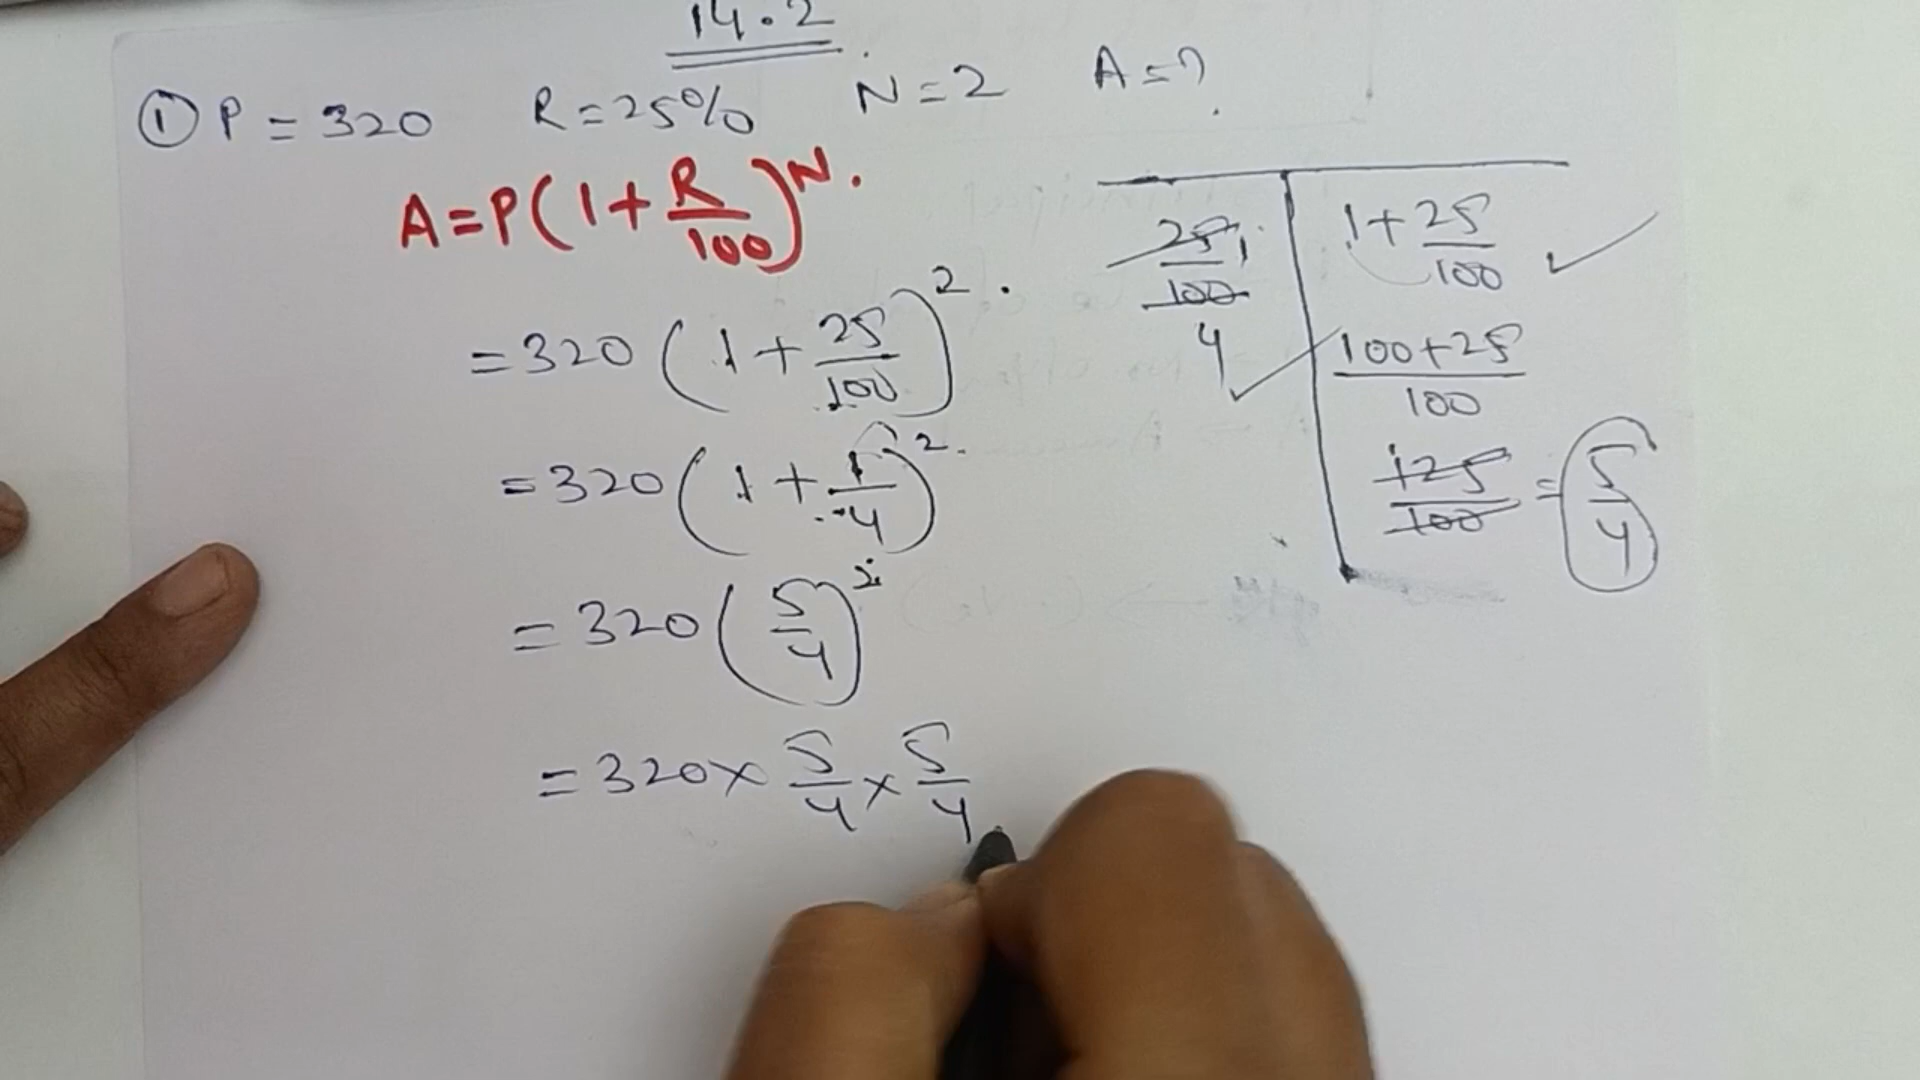 14.2
① P = 320 R = 25% N = 2 A = ?
A = P(1 + R/100)^N.
= 320 (1 + 25/100)^2.
= 320 (1 + 1/4)^2.
= 320 (5/4)^2
= 320 × 5/4 × 5/4
25/100 1 4
1 + 25/100
100+25/100
125/100 = 5/4